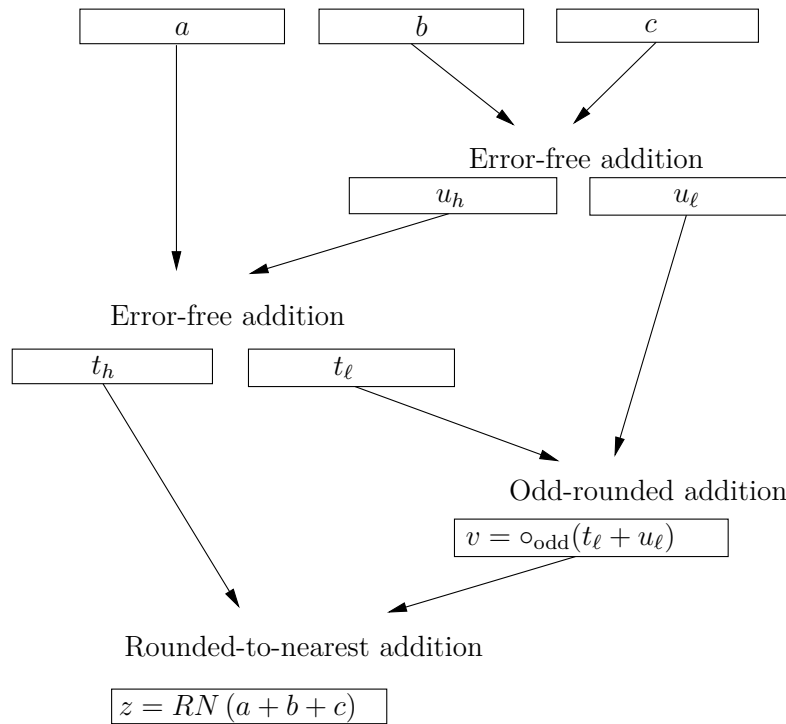 a b c
Error-free addition
u_h u_ℓ
Error-free addition
t_h t_ℓ
Odd-rounded addition
v = ∘_odd(t_ℓ + u_ℓ)
Rounded-to-nearest addition
z = RN (a + b + c)